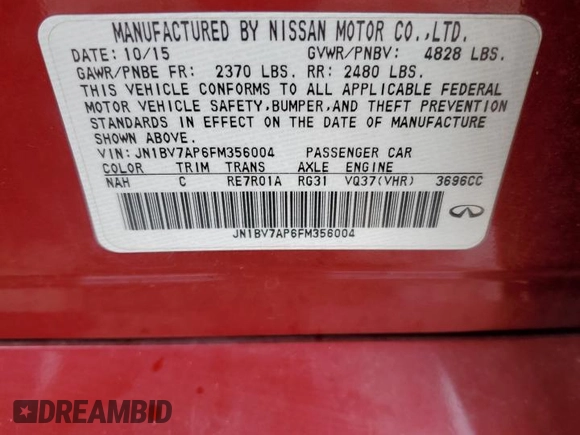 MANUFACTURED BY NISSAN MOTOR CO.,LTD.
DATE: 10/15 GVWR/PNBV: 4828 LBS.
GAWR/PNBE FR: 2370 LBS. RR: 2480 LBS.
THIS VEHICLE CONFORMS TO ALL APPLICABLE FEDERAL
MOTOR VEHICLE SAFETY,BUMPER,AND THEFT PREVENTION
STANDARDS IN EFFECT ON THE DATE OF MANUFACTURE
SHOWN ABOVE.
VIN: JN1BV7AP6FM356004 PASSENGER CAR
COLOR TRIM TRANS AXLE ENGINE
NAH C RE7R01A RG31 VQ37(VHR) 3696CC
JN1BV7AP6FM356004
DREAMBID